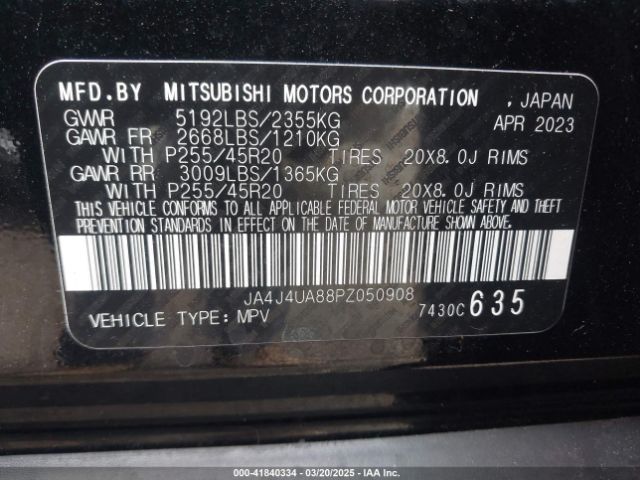 MFD.BY MITSUBISHI MOTORS CORPORATION , JAPAN
GVWR 5192LBS/2355KG APR 2023
GAWR FR 2668LBS/1210KG
WITH P255/45R20 TIRES 20X8.0J RIMS
GAWR RR 3009LBS/1365KG
WITH P255/45R20 TIRES 20X8.0J RIMS
THIS VEHICLE CONFORMS TO ALL APPLICABLE FEDERAL MOTOR VEHICLE SAFETY AND THEFT
PREVENTION STANDARDS IN EFFECT ON THE DATE OF MANUFACTURE SHOWN ABOVE.
JA4J4UA88PZ050908
VEHICLE TYPE: MPV 7430C 635
000-41840334 | 03/20/2025 | IAA Inc.